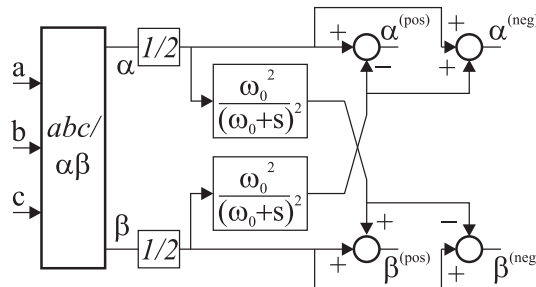 α 1/2 + α(pos) + α(neg)
− +
a
ω₀²
(ω₀+s)²
b abc/
αβ
ω₀²
(ω₀+s)²
c
β 1/2 + −
+ β(pos) + β(neg)